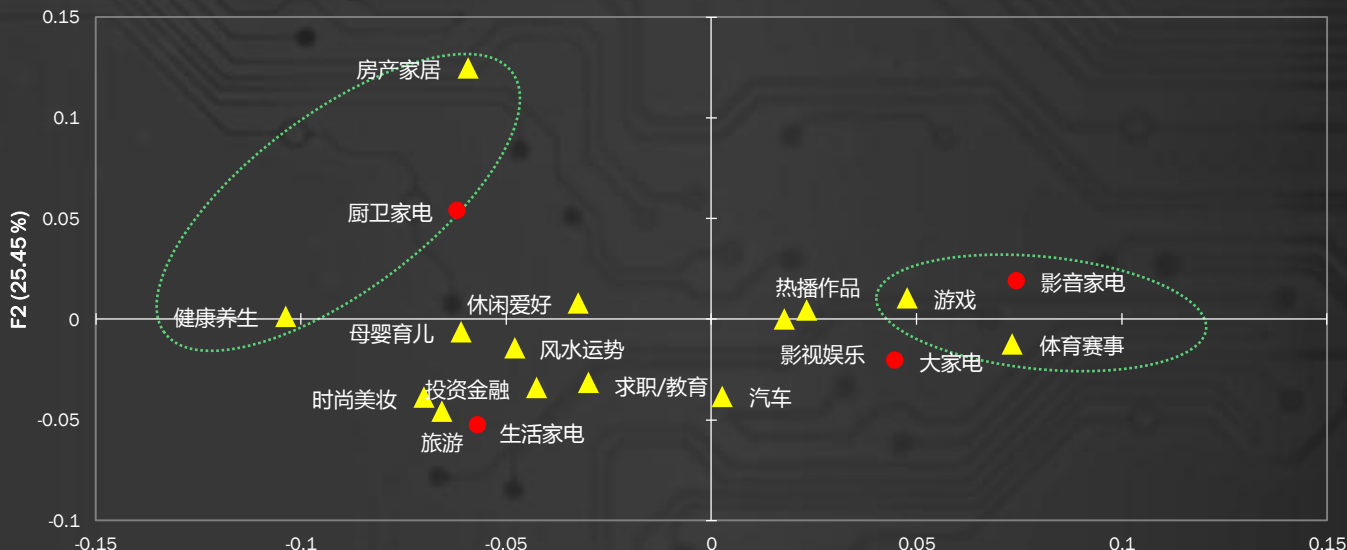 0.15
房产家居
0.1
厨卫家电
0.05
F2 (25.45 %)
热播作品
影音家电
休闲爱好
游戏
健康养生
0
母婴育儿
风水运势
影视娱乐
大家电
体育赛事
时尚美妆
投资金融
求职/教育
汽车
-0.05
旅游
生活家电
-0.1
-0.15
-0.1
-0.05
0
0.05
0.1
0.15